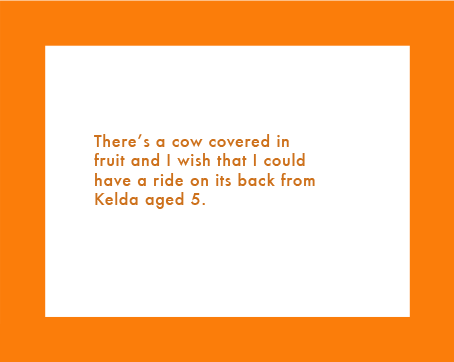 There’s a cow covered in
fruit and I wish that I could
have a ride on its back from
Kelda aged 5.